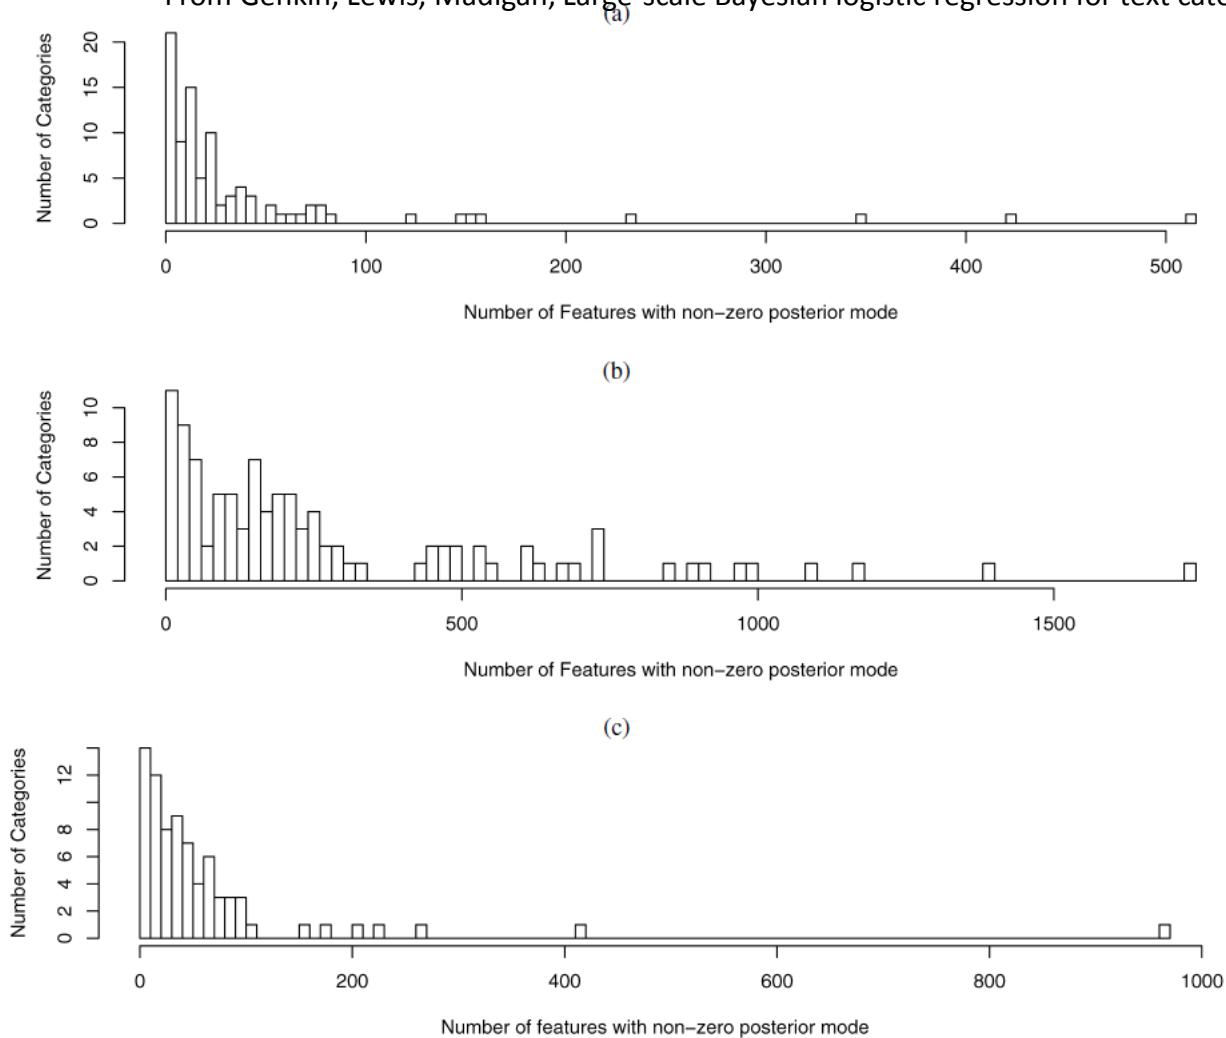 From Genkin, Lewis, Madigan, Large-scale Bayesian logistic regression for text
(a)
Number of Categories
20
15
10
5
0
0 100 200 300 400 500
Number of Features with non−zero posterior mode
(b)
Number of Categories
10
8
6
4
2
0
0 500 1000 1500
Number of Features with non−zero posterior mode
(c)
Number of Categories
12
8
6
4
2
0
0 200 400 600 800 1000
Number of features with non−zero posterior mode